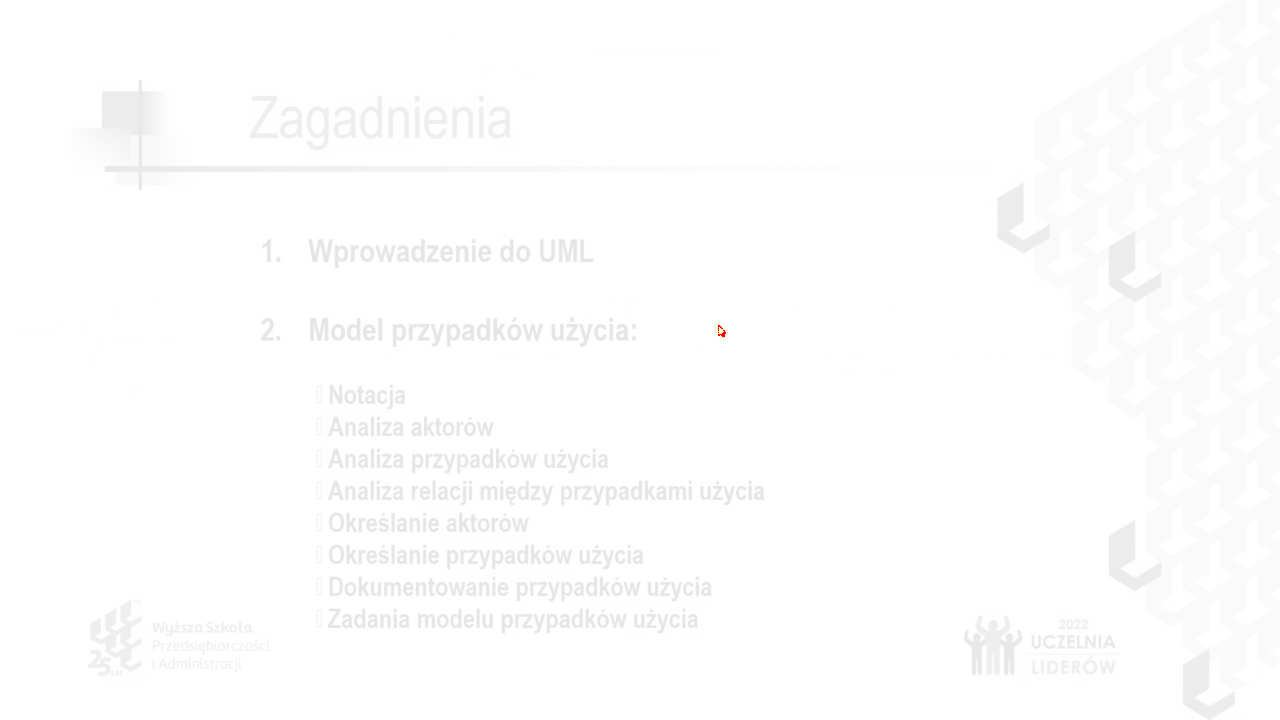 Zagadnienia
1. Wprowadzenie do UML
2. Model przypadków użycia:
Notacja
Analiza aktorów
Analiza przypadków użycia
Analiza relacji między przypadkami użycia
Określanie aktorów
Określanie przypadków użycia
Dokumentowanie przypadków użycia
Zadania modelu przypadków użycia
25 LAT
Wyższa Szkoła
Przedsiębiorczości
i Administracji
2022
UCZELNIA
LIDERÓW